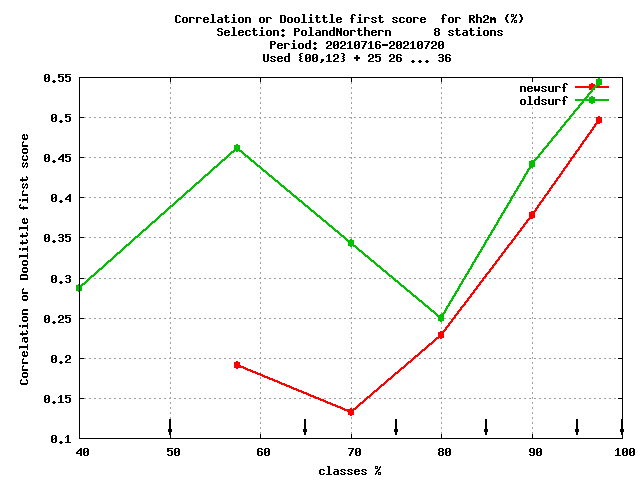 Correlation or Doolittle first score  for Rh2m (%)
Selection: PolandNorthern      8 stations
Period: 20210716-20210720
Used {00,12} + 25 26 ... 36
newsurf
oldsurf
0.55
0.5
0.45
0.4
0.35
0.3
0.25
0.2
0.15
0.1
Correlation or Doolittle first score
40 50 60 70 80 90 100
classes %